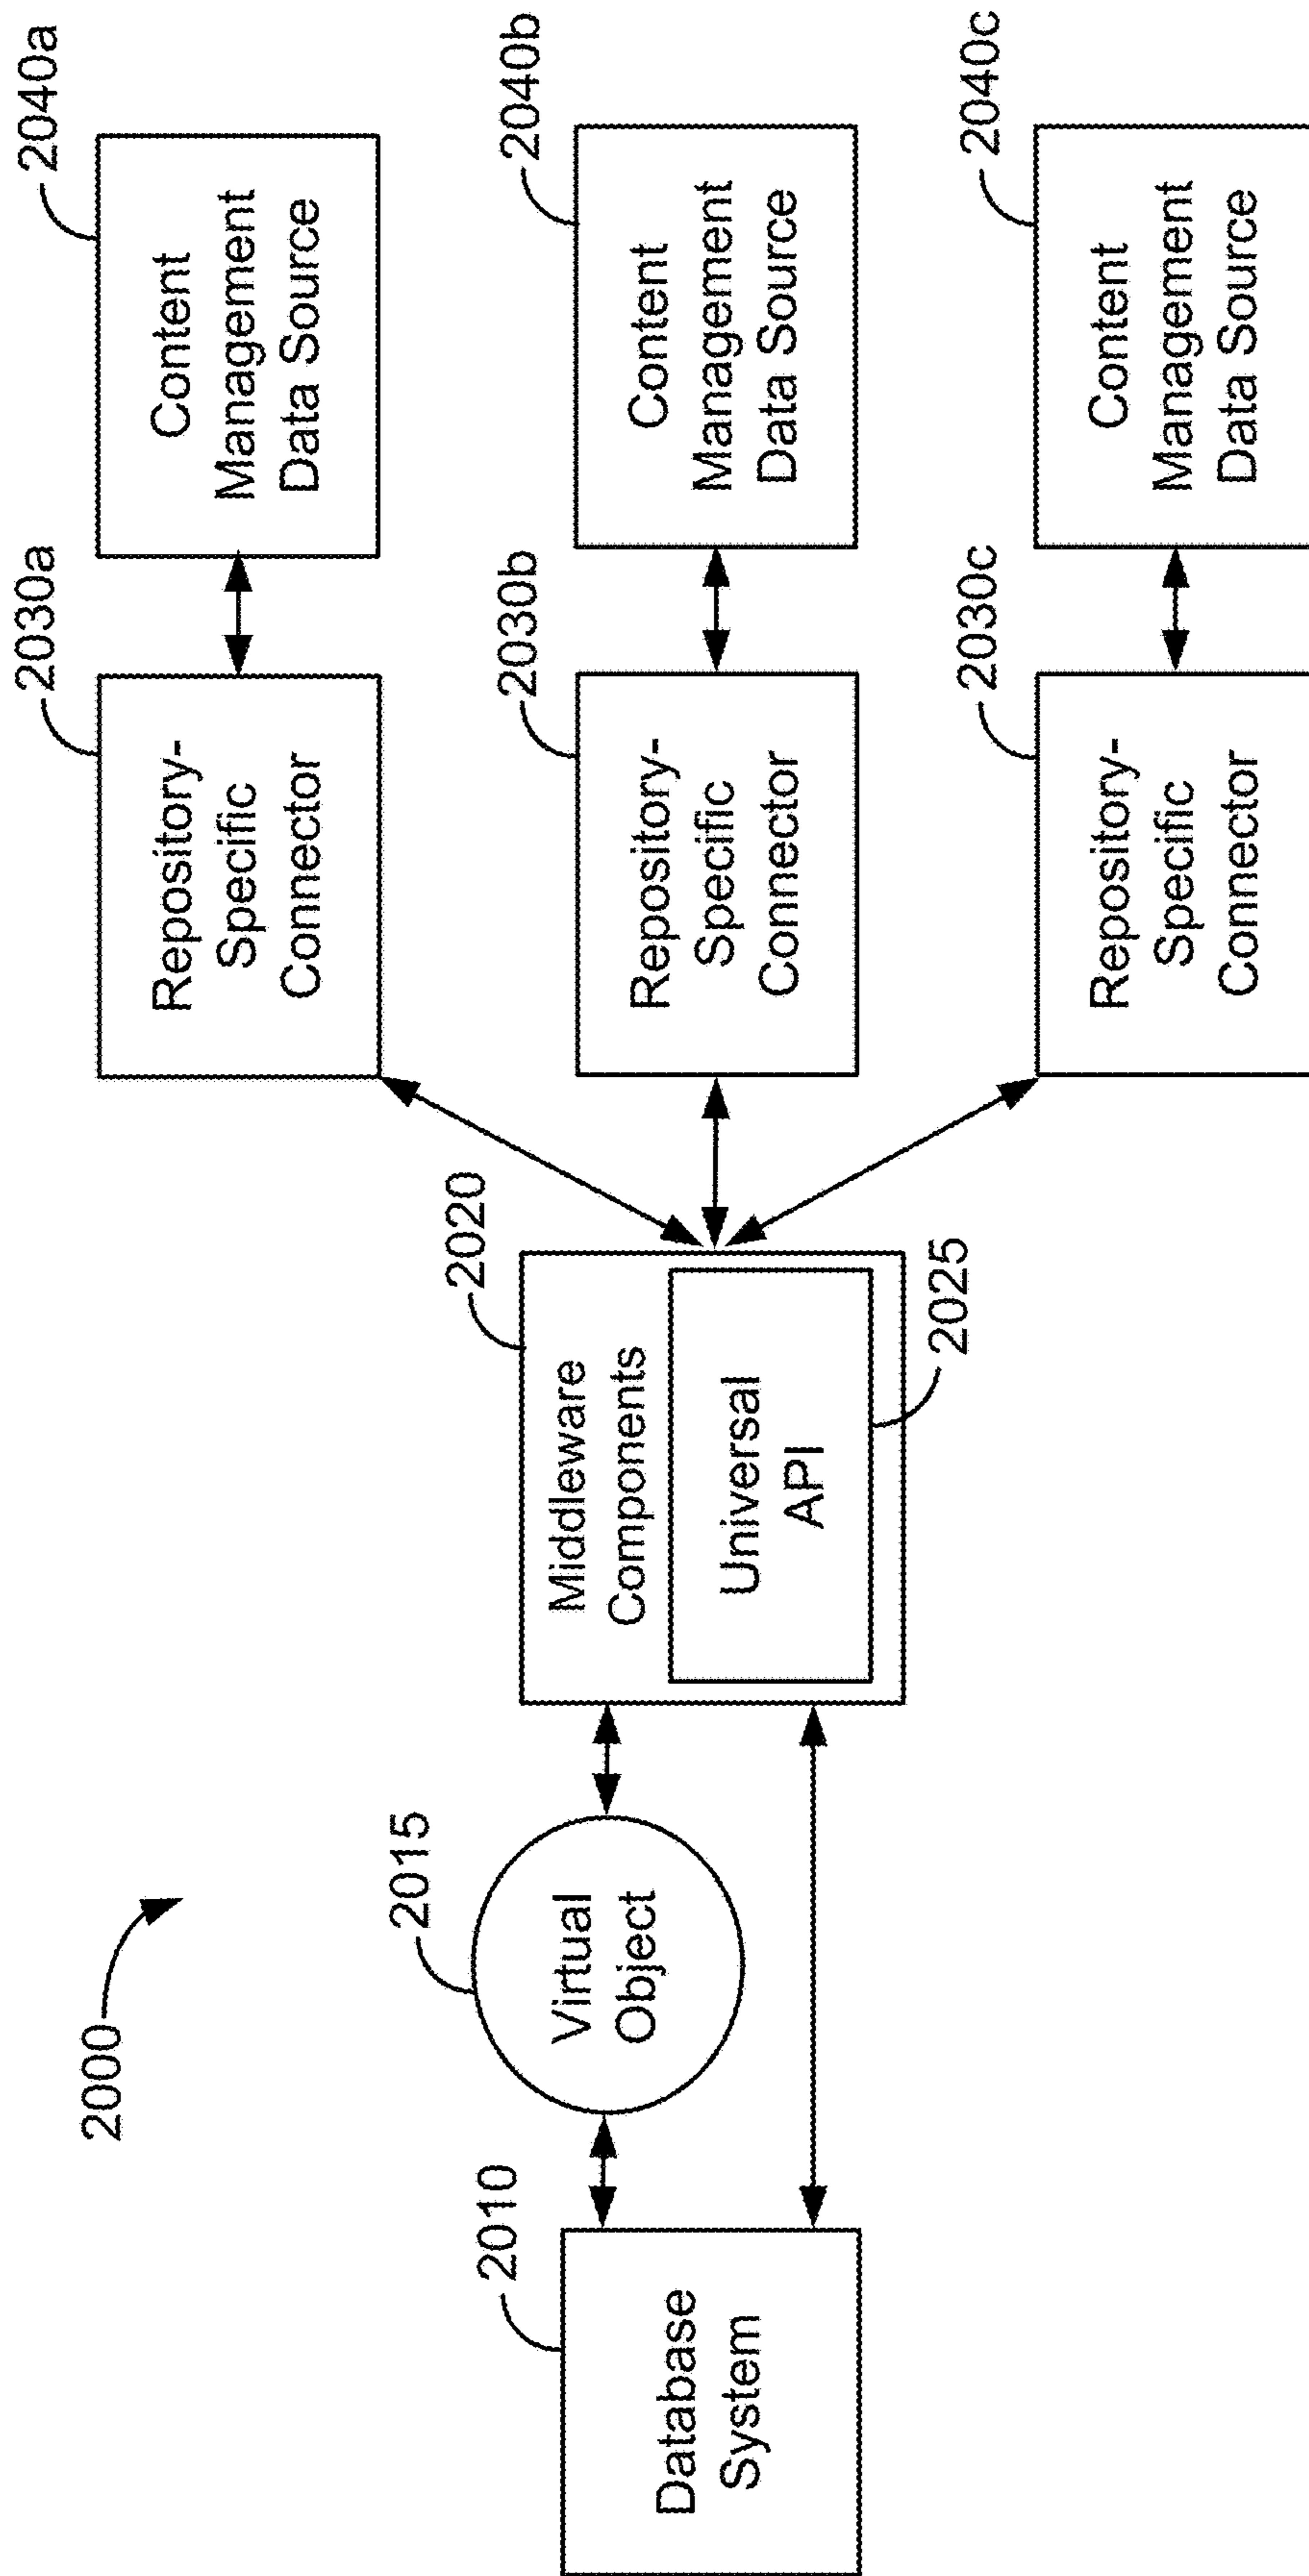 2000
2010
Database
System
2015
Virtual
Object
2020
Middleware
Components
Universal
API
2025
2030a
Repository-
Specific
Connector
2040a
Content
Management
Data Source
2030b
Repository-
Specific
Connector
2040b
Content
Management
Data Source
2030c
Repository-
Specific
Connector
2040c
Content
Management
Data Source